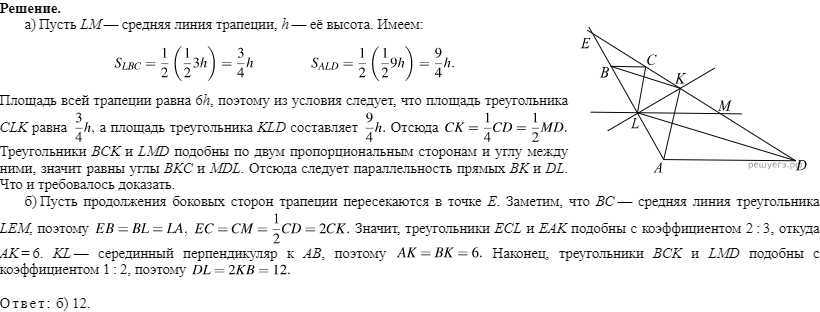 Решение.
а) Пусть LM — средняя линия трапеции, h — её высота. Имеем:
S_{LBC} = \frac{1}{2}\left(\frac{1}{2}3h\right) = \frac{3}{4}h    S_{ALD} = \frac{1}{2}\left(\frac{1}{2}9h\right) = \frac{9}{4}h.
Площадь всей трапеции равна 6h, поэтому из условия следует, что площадь треугольника
CLK равна \frac{3}{4}h, а площадь треугольника KLD составляет \frac{9}{4}h. Отсюда CK = \frac{1}{4}CD = \frac{1}{2}MD.
Треугольники BCK и LMD подобны по двум пропорциональным сторонам и углу между
ними, значит равны углы BKC и MDL. Отсюда следует параллельность прямых BK и DL.
Что и требовалось доказать.
б) Пусть продолжения боковых сторон трапеции пересекаются в точке E. Заметим, что BC — средняя линия треугольника
LEM, поэтому EB = BL = LA, EC = CM = \frac{1}{2}CD = 2CK. Значит, треугольники ECL и EAK подобны с коэффициентом 2 : 3, откуда
AK = 6. KL — серединный перпендикуляр к AB, поэтому AK = BK = 6. Наконец, треугольники BCK и LMD подобны с
коэффициентом 1 : 2, поэтому DL = 2KB = 12.
Ответ: б) 12.
E
B
C
K
L
M
A
D
решуегэ.рф